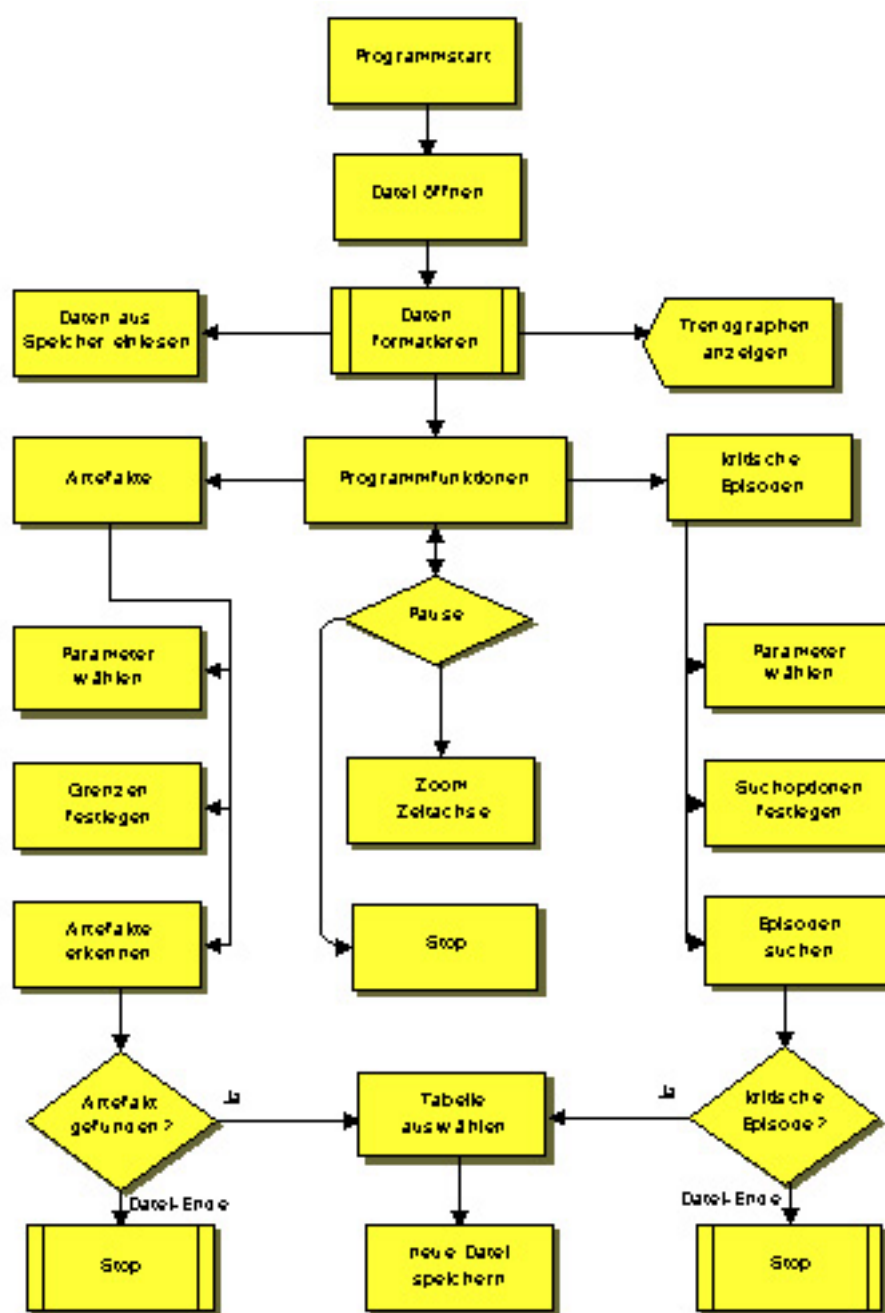 Programmstart
Datei öffnen
Daten aus
Speicher einlesen
Daten
formatieren
Trendgraphen
anzeigen
Artefakte
Programmfunktionen
kritische
Episoden
Pause
Parameter
wählen
Parameter
wählen
Grenzen
festlegen
Zoom
Zeitachse
Suchoptionen
festlegen
Artefakte
erkennen
Stop
Episoden
suchen
Artefakt
gefunden?
Ja
Tabelle
auswählen
Ja
kritische
Episode?
Datei-Ende
Datei-Ende
Stop
neue Datei
speichern
Stop